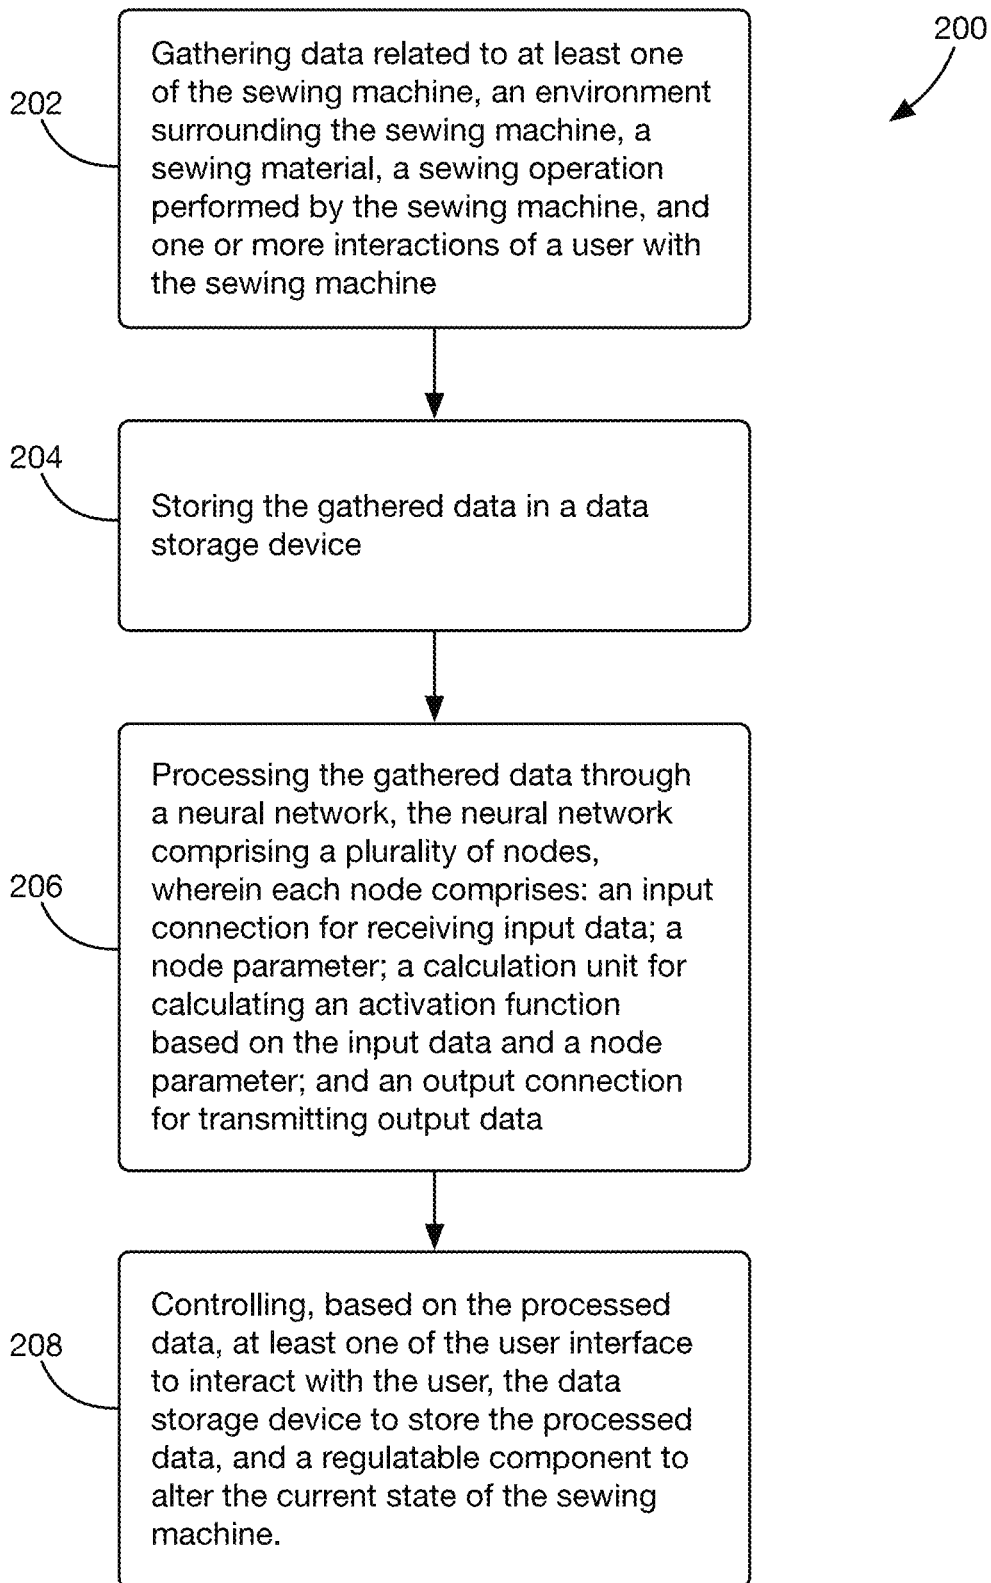 200
202
Gathering data related to at least one
of the sewing machine, an environment
surrounding the sewing machine, a
sewing material, a sewing operation
performed by the sewing machine, and
one or more interactions of a user with
the sewing machine
204
Storing the gathered data in a data
storage device
206
Processing the gathered data through
a neural network, the neural network
comprising a plurality of nodes,
wherein each node comprises: an input
connection for receiving input data; a
node parameter; a calculation unit for
calculating an activation function
based on the input data and a node
parameter; and an output connection
for transmitting output data
208
Controlling, based on the processed
data, at least one of the user interface
to interact with the user, the data
storage device to store the processed
data, and a regulatable component to
alter the current state of the sewing
machine.